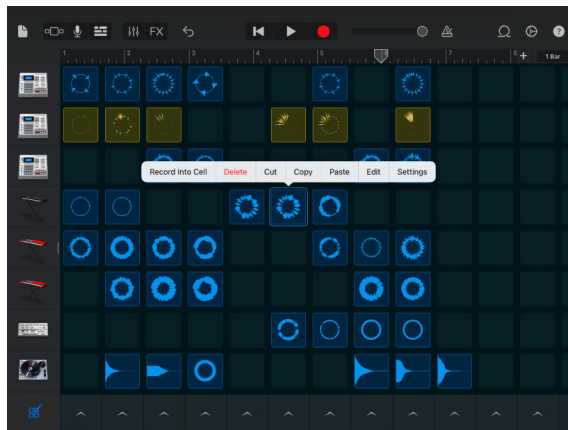 FX
?
1 2 3 4 5 6 7 8 + 1 Bar
Record Into Cell Delete Cut Copy Paste Edit Settings